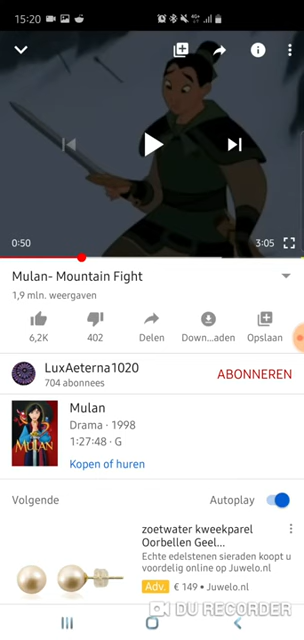 15:20
0:50
3:05
Mulan- Mountain Fight
1,9 mln. weergaven
6,2K
402
Delen
Down...aden
Opslaan
LuxAeterna1020
704 abonnees
ABONNEREN
MULAN
Mulan
Drama · 1998
1:27:48 · G
Kopen of huren
Volgende
Autoplay
zoetwater kweekparel
Oorbellen Geel...
Echte edelstenen sieraden koopt u
voordelig online op Juwelo.nl
Adv. € 149 • Juwelo.nl
DU RECORDER